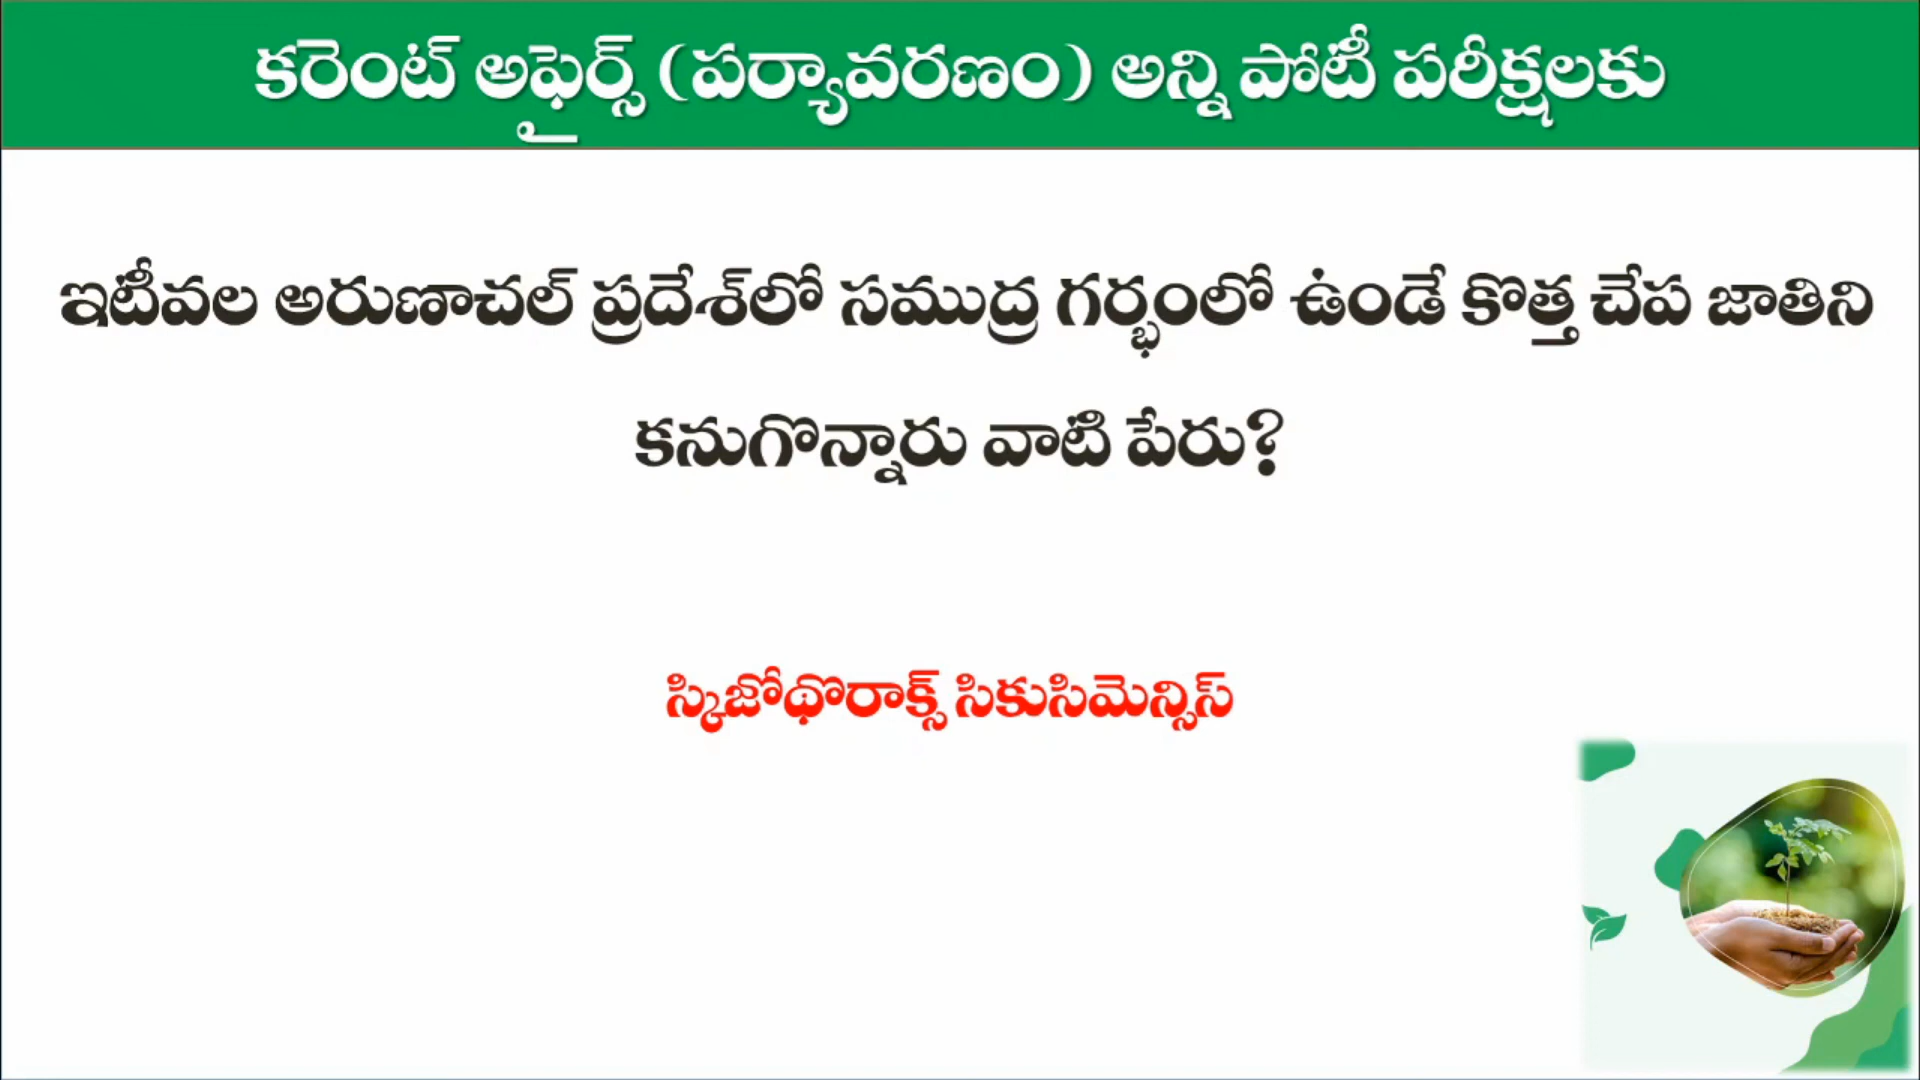 కరెంట్ అఫైర్స్ (పర్యావరణం) అన్ని పోటీ పరీక్షలకు
ఇటీవల అరుణాచల్ ప్రదేశ్‌లో సముద్ర గర్భంలో ఉండే కొత్త చేప జాతిని
కనుగొన్నారు వాటి పేరు?
స్కిజోథొరాక్స్ సికుసిమెన్సిస్